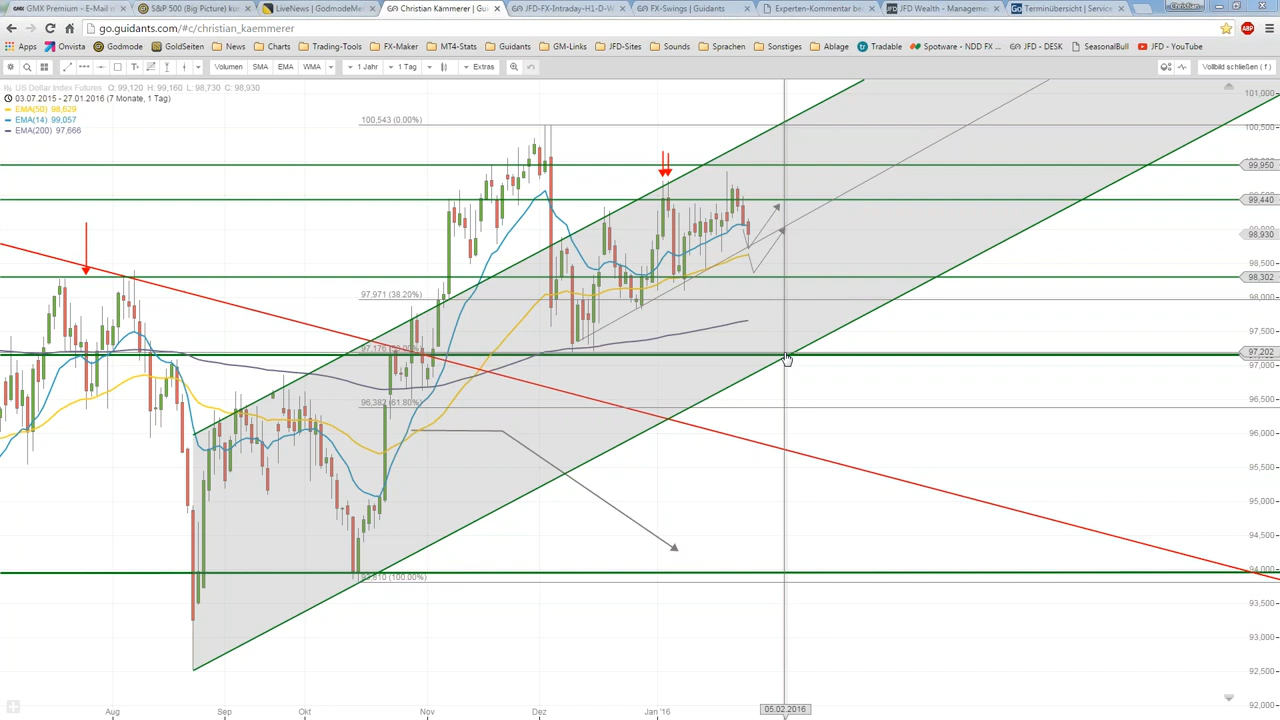 GMX Premium - E-Mail
S&P 500 (Big Picture) ku
LiveNews | GodmodeMe
Christian Kämmerer | Gui
JFD-FX-Intraday-H1-D-W
FX-Swings | Guidants
Experten-Kommentar be
JFD Wealth - Manageme
Terminübersicht | Service
Christian
go.guidants.com/#c/christian_kaemmerer
Apps
Onvista
Godmode
GoldSeiten
News
Charts
Trading-Tools
FX-Maker
MT4-Stats
Guidants
GM-Links
JFD-Sites
Sounds
Sprachen
Sonstiges
Ablage
Tradable
Spotware - NDD FX ...
JFD - DESK
SeasonalBull
JFD - YouTube
Volumen
SMA
EMA
WMA
1 Jahr
1 Tag
Extras
Vollbild schließen ( f )
US Dollar Index Futures O: 99,120 H: 99,160 L: 98,730 C: 98,930
03.07.2015 - 27.01.2016 (7 Monate, 1 Tag)
EMA(50) 98,629
EMA(14) 99,057
EMA(200) 97,666
100,543 (0.00%)
97,971 (38.20%)
96,382 (61.80%)
101,000
100,500
99,950
99,440
98,930
98,500
98,302
98,000
97,500
97,202
97,000
96,500
96,000
95,500
95,000
94,500
94,000
93,500
93,000
92,500
92,000
Aug
Sep
Okt
Nov
Dez
Jan '16
05.02.2016